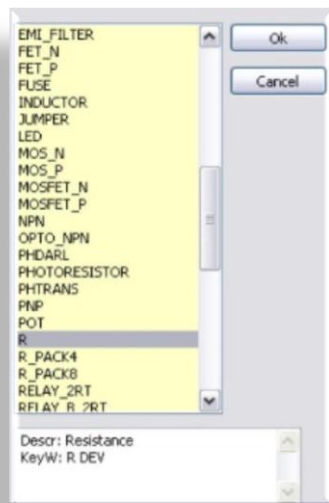 EMI_FILTER
FET_N
FET_P
FUSE
INDUCTOR
JUMPER
LED
MOS_N
MOS_P
MOSFET_N
MOSFET_P
NPN
OPTO_NPN
PHDARL
PHOTORESISTOR
PHTRANS
PNP
POT
R
R_PACK4
R_PACK8
RELAY_2RT
RELAY_B_2RT
Ok
Cancel
Descr: Resistance
KeyW: R DEV